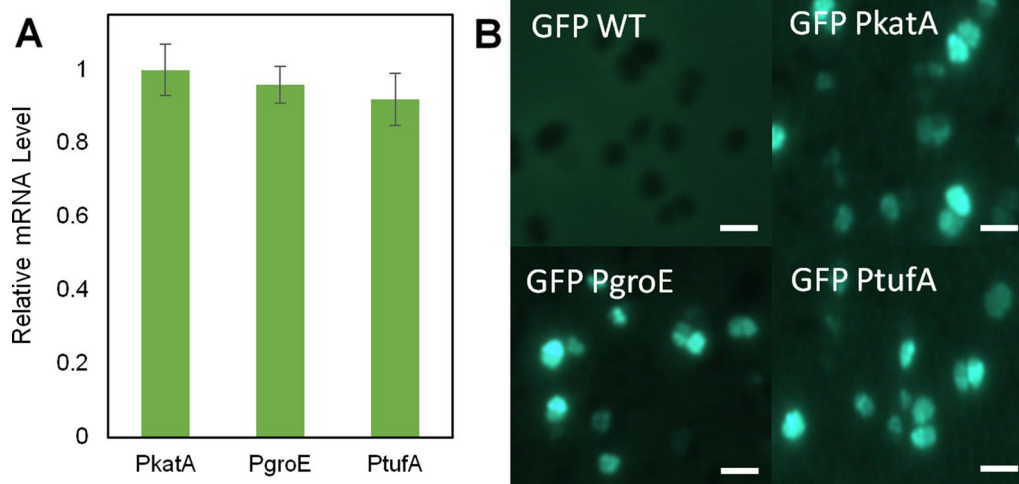 A
Relative mRNA Level
1
0.8
0.6
0.4
0.2
0
PkatA PgroE PtufA
B
GFP WT
GFP PkatA
GFP PgroE
GFP PtufA